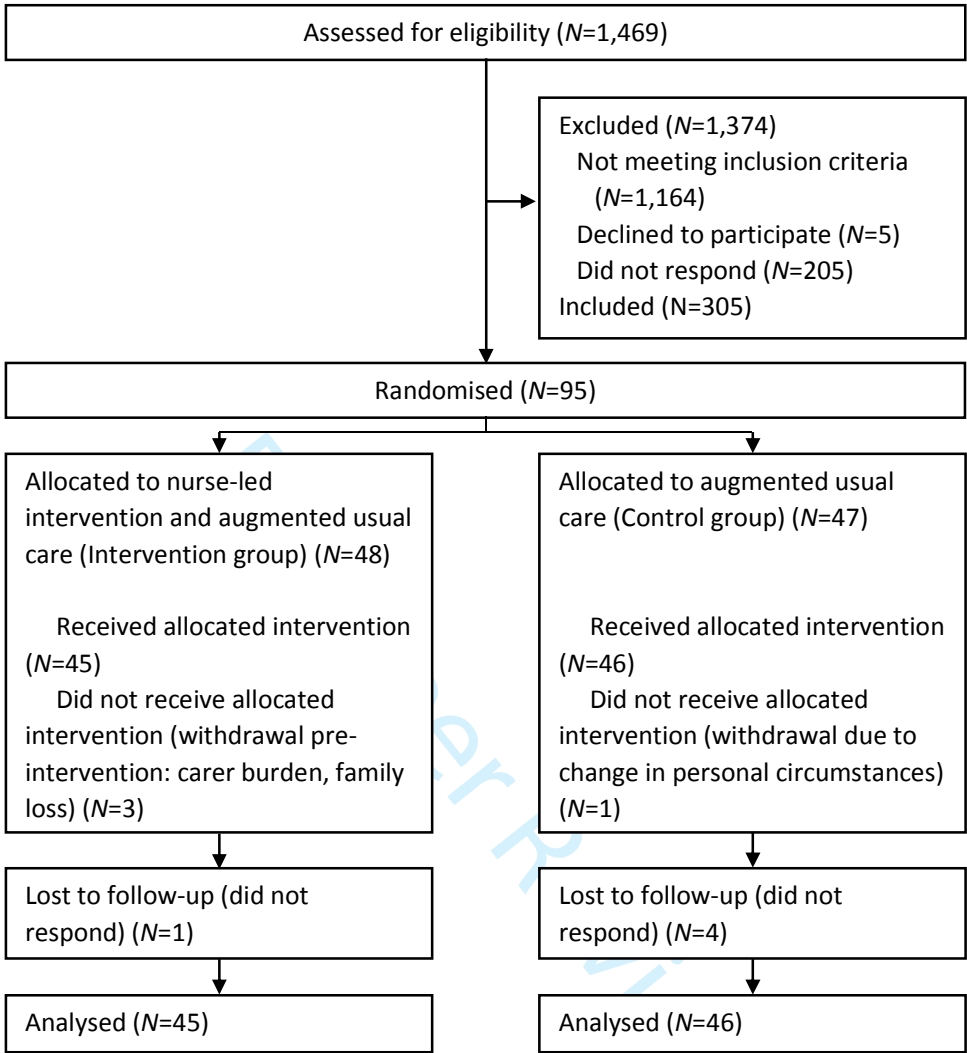 Assessed for eligibility (N=1,469)
Excluded (N=1,374)
Not meeting inclusion criteria
(N=1,164)
Declined to participate (N=5)
Did not respond (N=205)
Included (N=305)
Randomised (N=95)
Allocated to nurse-led
intervention and augmented usual
care (Intervention group) (N=48)
Received allocated intervention
(N=45)
Did not receive allocated
intervention (withdrawal pre-
intervention: carer burden, family
loss) (N=3)
Allocated to augmented usual
care (Control group) (N=47)
Received allocated intervention
(N=46)
Did not receive allocated
intervention (withdrawal due to
change in personal circumstances)
(N=1)
Lost to follow-up (did not
respond) (N=1)
Lost to follow-up (did not
respond) (N=4)
Analysed (N=45)
Analysed (N=46)